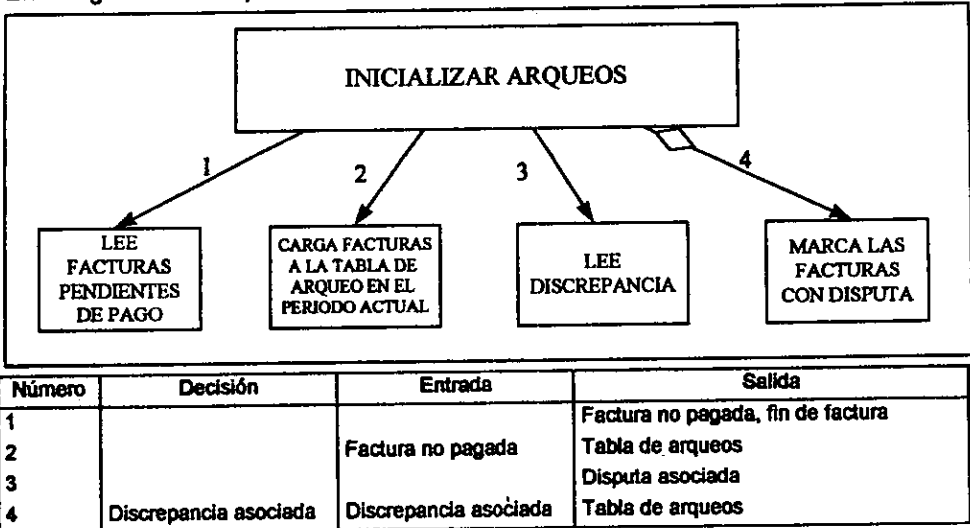 INICIALIZAR ARQUEOS
1
2
3
4
LEE
FACTURAS
PENDIENTES
DE PAGO
CARGA FACTURAS
A LA TABLA DE
ARQUEO EN EL
PERIODO ACTUAL
LEE
DISCREPANCIA
MARCA LAS
FACTURAS
CON DISPUTA
Número Decisión Entrada Salida
1 Factura no pagada, fin de factura
2 Factura no pagada Tabla de arqueos
3 Disputa asociada
4 Discrepancia asociada Discrepancia asociada Tabla de arqueos